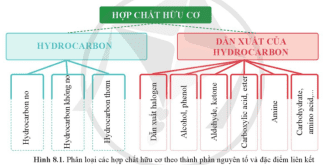 HỢP CHẤT HỮU CƠ
HYDROCARBON
DẪN XUẤT CỦA
HYDROCARBON
Hydrocarbon no
Hydrocarbon không no
Hydrocarbon thơm
Dẫn xuất halogen
Alcohol, phenol
Aldehyde, ketone
Carboxylic acid, ester
Amine
Carbohydrate,
amino acid,...
Hình 8.1. Phân loại các hợp chất hữu cơ theo thành phần nguyên tố và đặc điểm liên kết